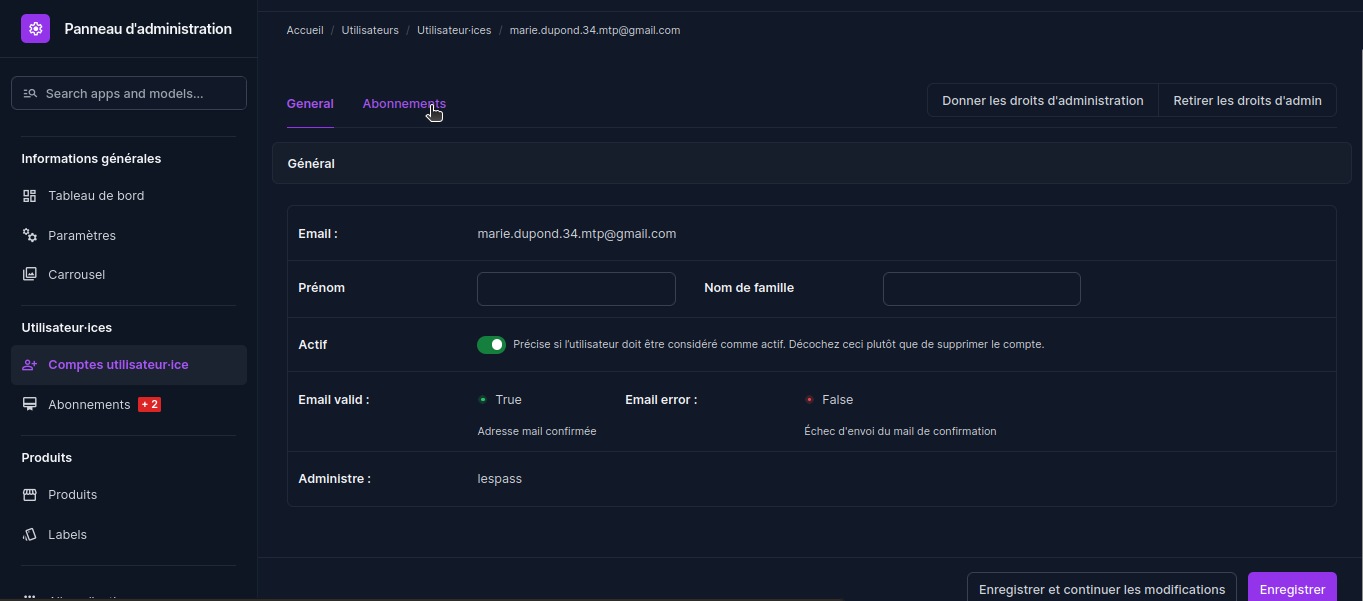 Panneau d'administration
Accueil / Utilisateurs / Utilisateur·ices / marie.dupond.34.mtp@gmail.com
Search apps and models...
General Abonnements
Donner les droits d'administration Retirer les droits d'admin
Informations générales
Tableau de bord
Paramètres
Carrousel
Utilisateur·ices
Comptes utilisateur·ice
Abonnements + 2
Produits
Produits
Labels
Général
Email : marie.dupond.34.mtp@gmail.com
Prénom Nom de famille
Actif Précise si l'utilisateur doit être considéré comme actif. Décochez ceci plutôt que de supprimer le compte.
Email valid : True Email error : False
Adresse mail confirmée Échec d'envoi du mail de confirmation
Administre : lespass
Enregistrer et continuer les modifications Enregistrer